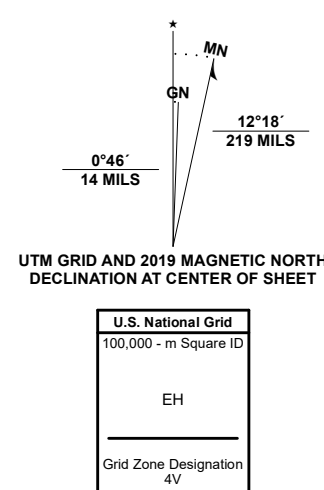 MN
GN
12°18´
219 MILS
0°46´
14 MILS
UTM GRID AND 2019 MAGNETIC NORTH
DECLINATION AT CENTER OF SHEET
U.S. National Grid
100,000 - m Square ID
EH
Grid Zone Designation
4V